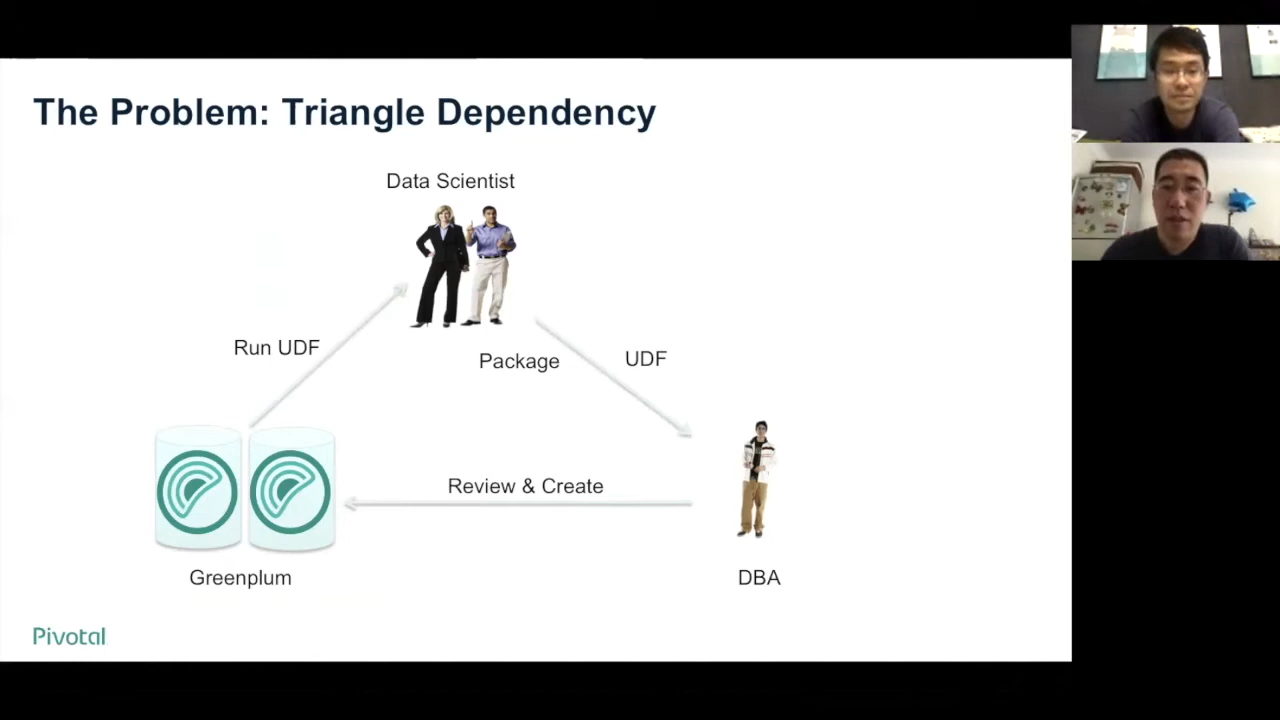 The Problem: Triangle Dependency
Data Scientist
Run UDF
Package
UDF
Review & Create
Greenplum
DBA
Pivotal